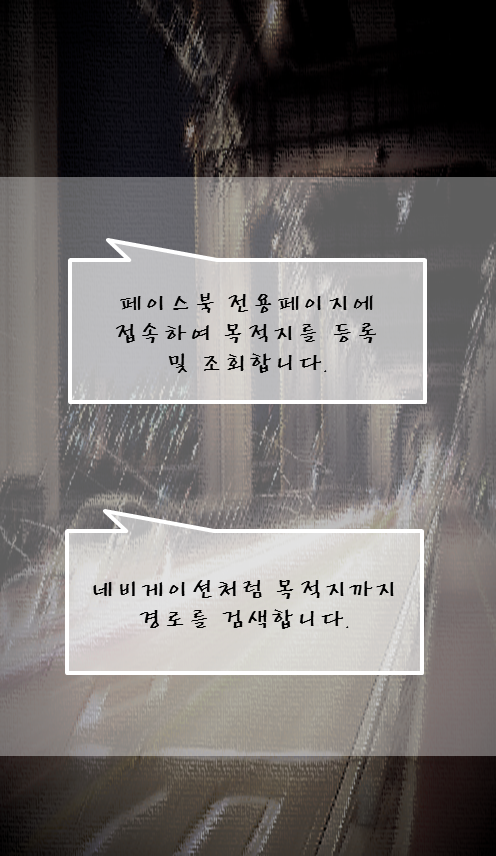 페이스북 전용페이지에
접속하여 목적지를 등록
및 조회합니다.
네비게이션처럼 목적지까지
경로를 검색합니다.